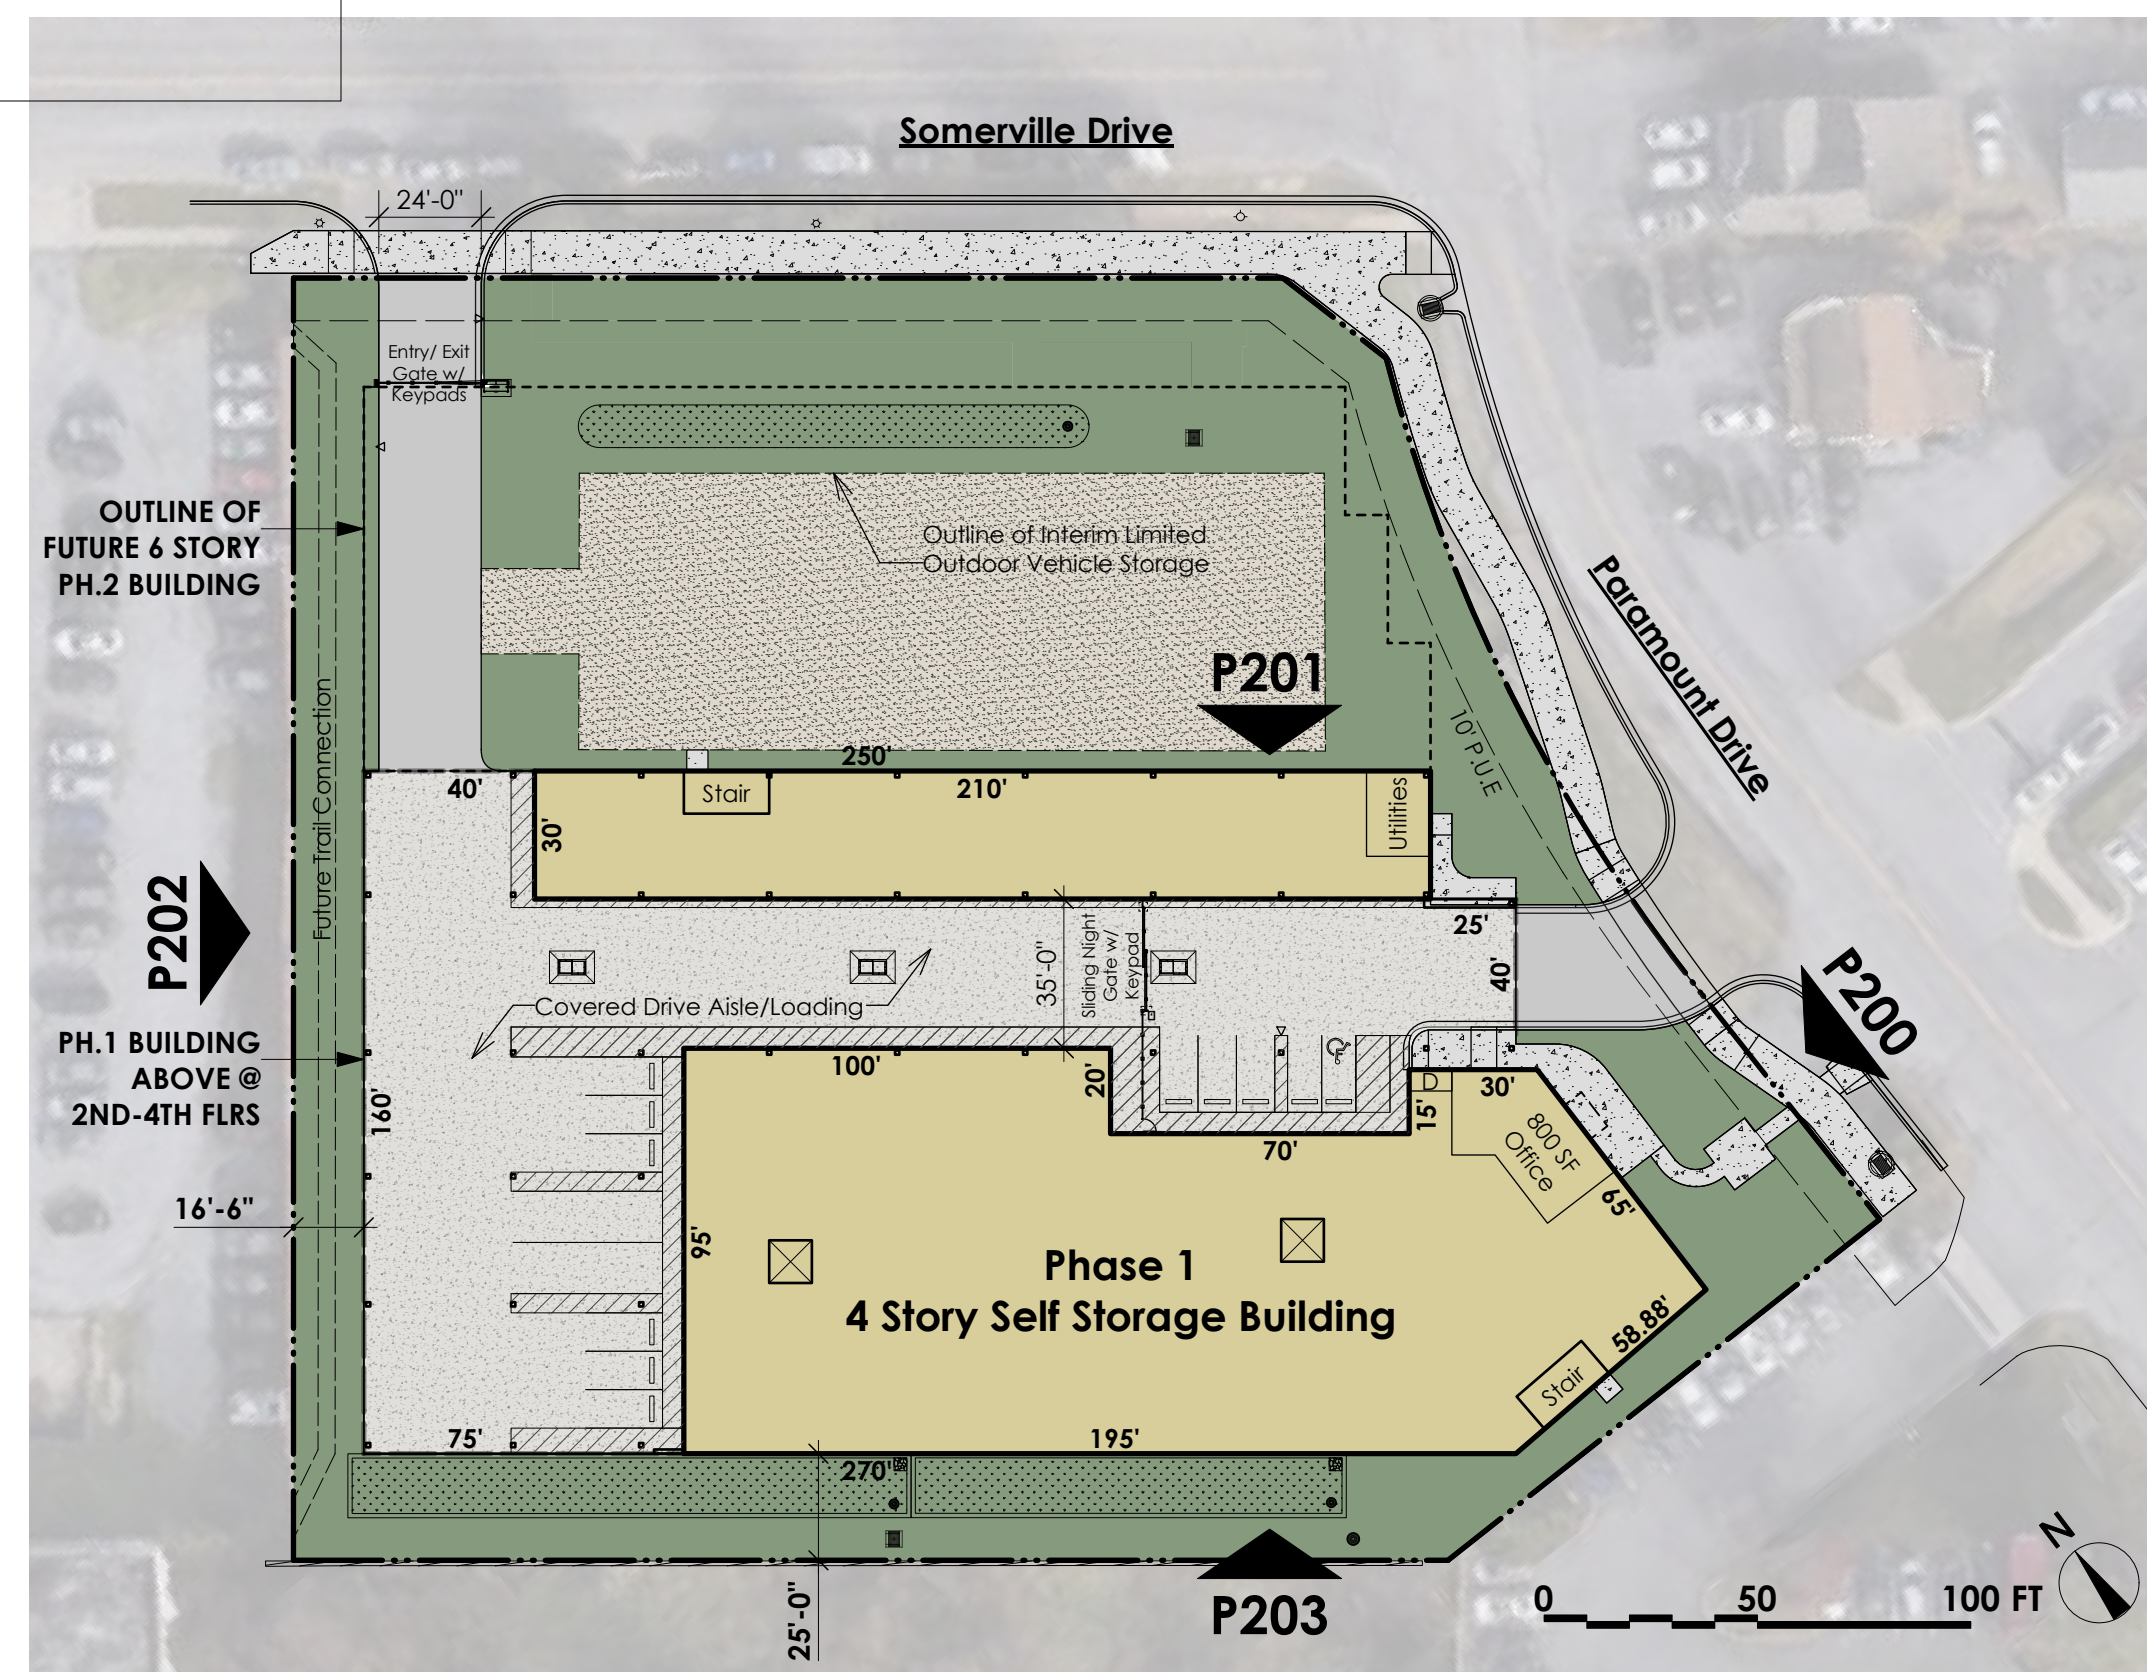 Somerville Drive
24'-0"
Entry/ Exit
Gate w/
Keypads
OUTLINE OF
FUTURE 6 STORY
PH.2 BUILDING
Outline of Interim Limited
Outdoor Vehicle Storage
Paramount Drive
P201
10' P.U.E
Future Trail Connection
250'
40'
Stair
210'
Utilities
30'
P202
25'
35'-0"
Sliding Night
Gate w/
Keypad
40'
P200
Covered Drive Aisle/Loading
PH.1 BUILDING
ABOVE @
2ND-4TH FLRS
160'
100'
20'
D
30'
15'
70'
800 SF
Office
65'
16'-6"
95'
Phase 1
4 Story Self Storage Building
58.88'
Stair
75'
195'
270'
25'-0"
P203
N
0 50 100 FT